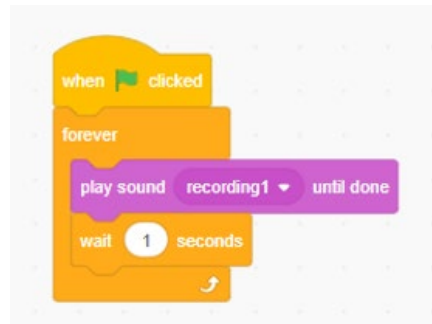 when clicked
forever
play sound recording1 until done
wait 1 seconds